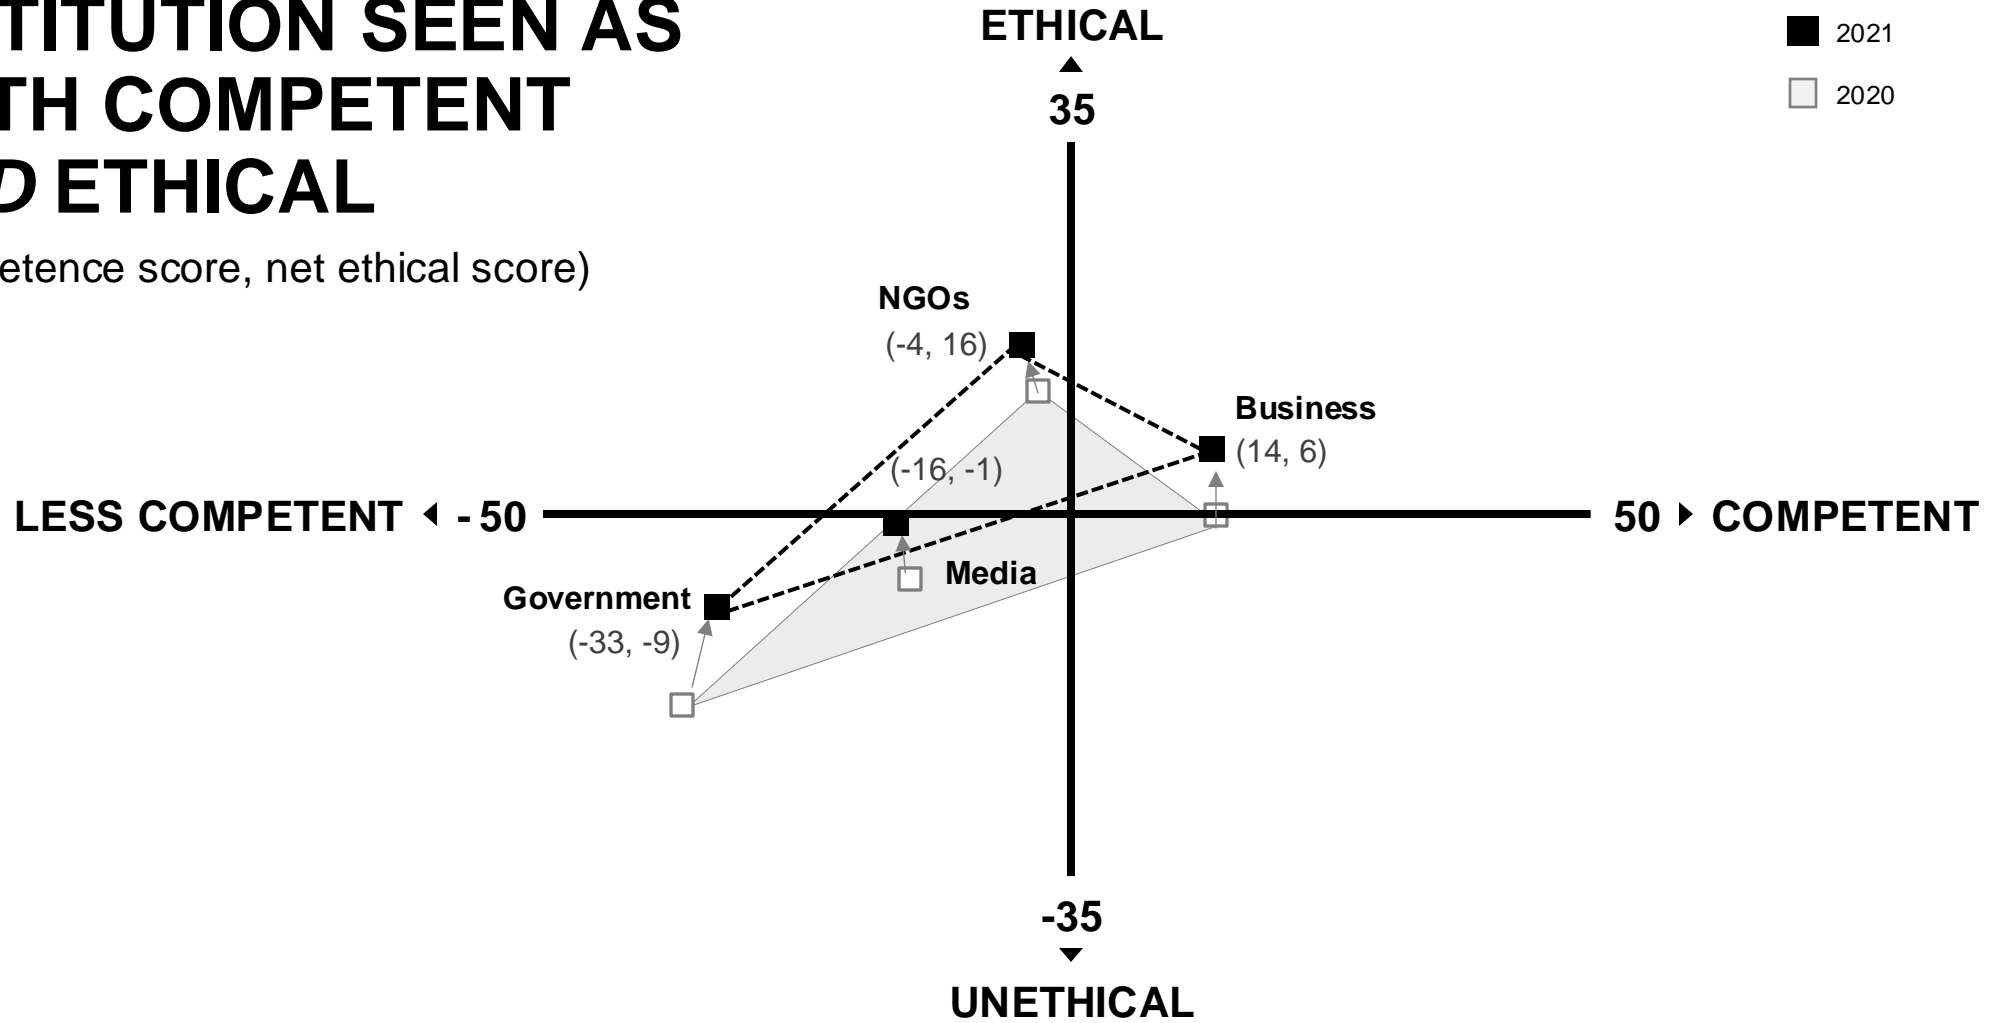 TITUTION SEEN AS
TH COMPETENT
D ETHICAL
etence score, net ethical score)
ETHICAL
35
2021
2020
NGOs
(-4, 16)
Business
(14, 6)
(-16, -1)
LESS COMPETENT - 50
50 COMPETENT
Media
Government
(-33, -9)
-35
UNETHICAL